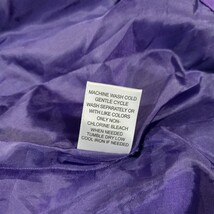 MACHINE WASH COLD
GENTLE CYCLE
WASH SEPARATELY OR
WITH LIKE COLORS
ONLY NON-
CHLORINE BLEACH
WHEN NEEDED
TUMBLE DRY LOW
COOL IRON IF NEEDED